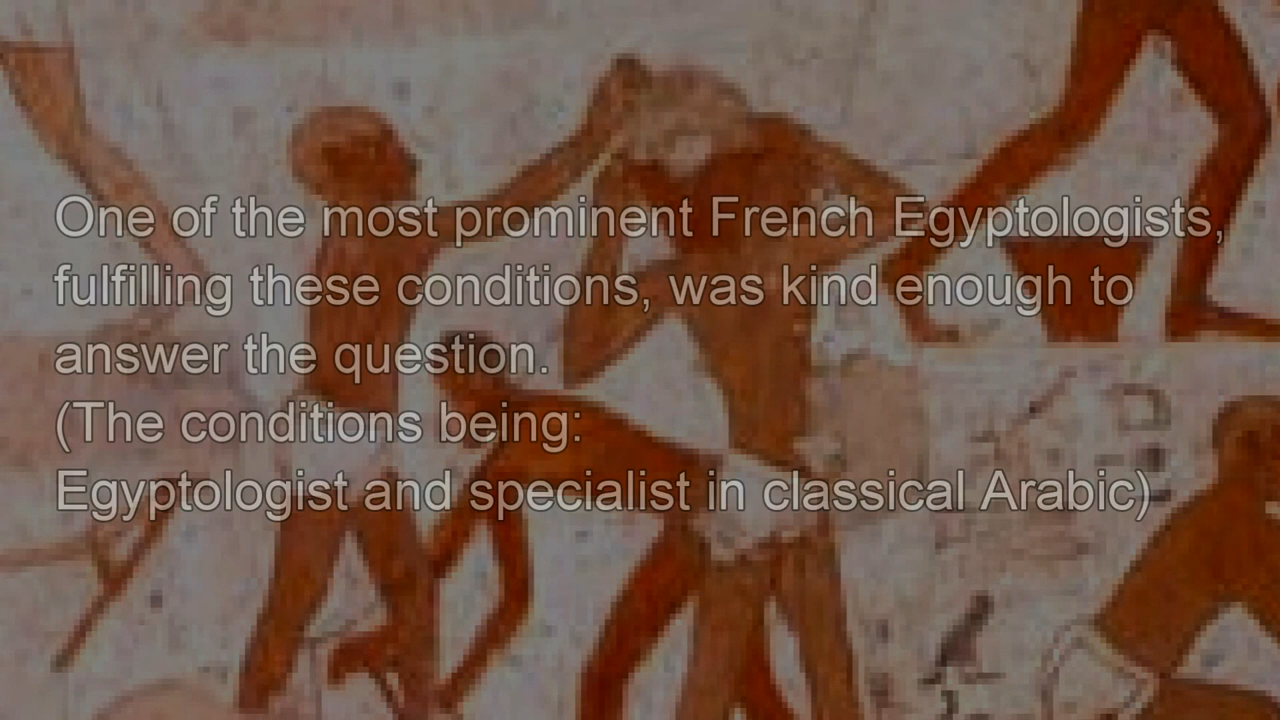 One of the most prominent French Egyptologists,
fulfilling these conditions, was kind enough to
answer the question.
(The conditions being:
Egyptologist and specialist in classical Arabic)